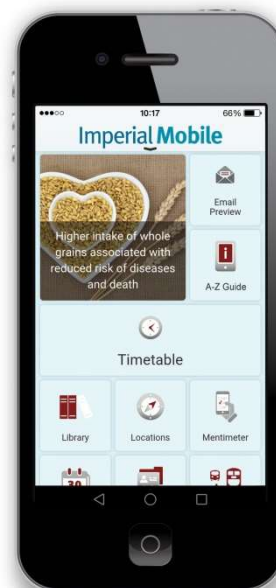 10:17
66%
Imperial Mobile
Higher intake of whole
grains associated with
reduced risk of diseases
and death
Email
Preview
A-Z Guide
Timetable
Library
Locations
Mentimeter
30